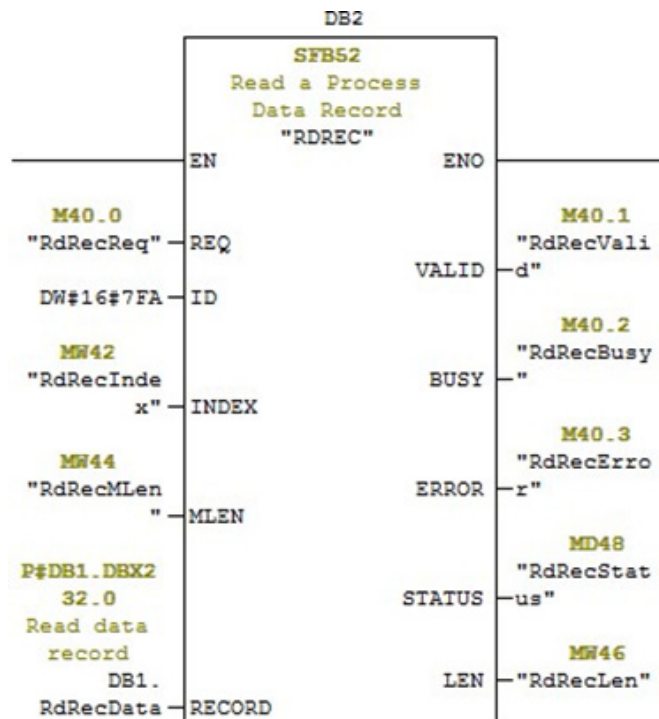 DB2
SFB52
Read a Process
Data Record
"RDREC"
EN
ENO
M40.0
"RdRecReq"
REQ
M40.1
"RdRecVali
d"
VALID
DW#16#7FA
ID
MW42
"RdRecInde
x"
INDEX
M40.2
"RdRecBusy
"
BUSY
MW44
"RdRecMLen
"
MLEN
M40.3
"RdRecErro
r"
ERROR
P#DB1.DBX2
32.0
Read data
record
DB1.
RdRecData
RECORD
MD48
"RdRecStat
us"
STATUS
MW46
"RdRecLen"
LEN